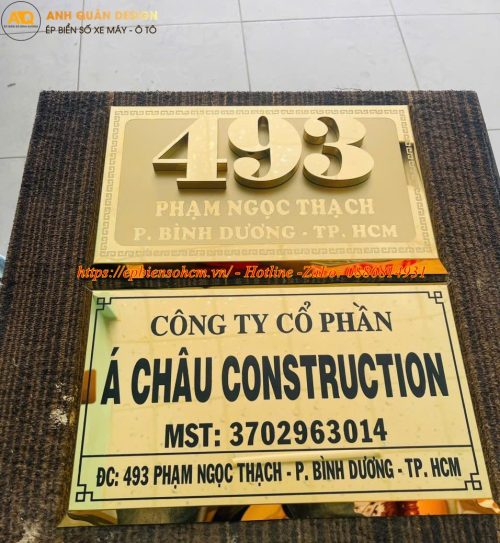 ANH QUÂN DESIGN
ÉP BIỂN SỐ XE MÁY - Ô TÔ
493
PHẠM NGỌC THẠCH
P. BÌNH DƯƠNG - TP. HCM
https://epbiensohcm.vn/ - Hotline - Zalo:
CÔNG TY CỔ PHẦN
Á CHÂU CONSTRUCTION
MST: 3702963014
ĐC: 493 PHẠM NGỌC THẠCH - P. BÌNH DƯƠNG - TP. HCM